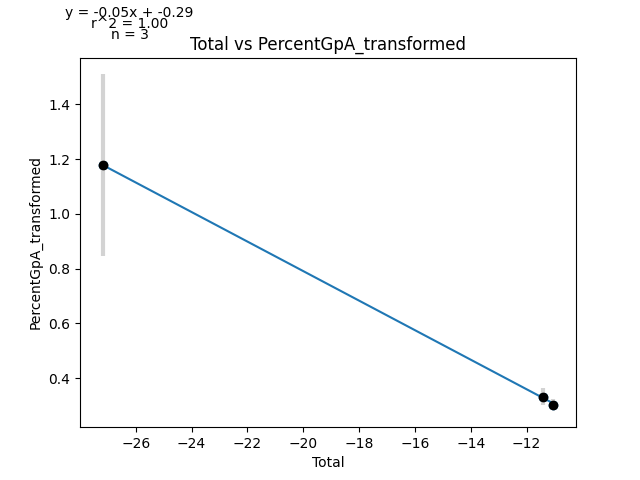 y = -0.05x + -0.29
r^2 = 1.00
n = 3
Total vs PercentGpA_transformed
PercentGpA_transformed
1.4
1.2
1.0
0.8
0.6
0.4
−26 −24 −22 −20 −18 −16 −14 −12
Total